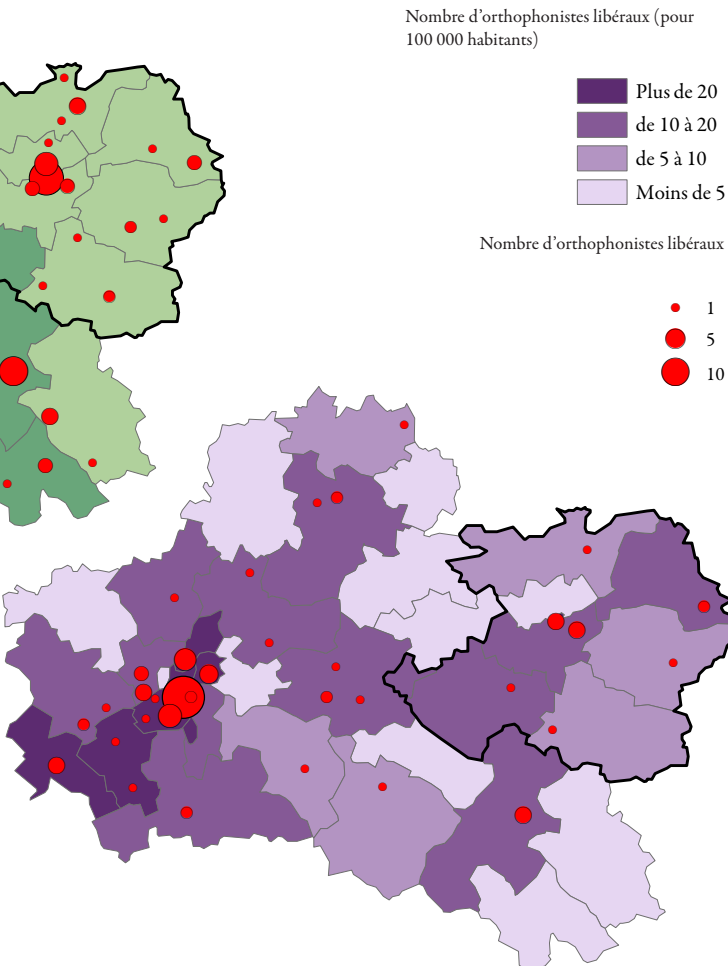 Nombre d’orthophonistes libéraux (pour
100 000 habitants)
Plus de 20
de 10 à 20
de 5 à 10
Moins de 5
Nombre d’orthophonistes libéraux
1
5
10